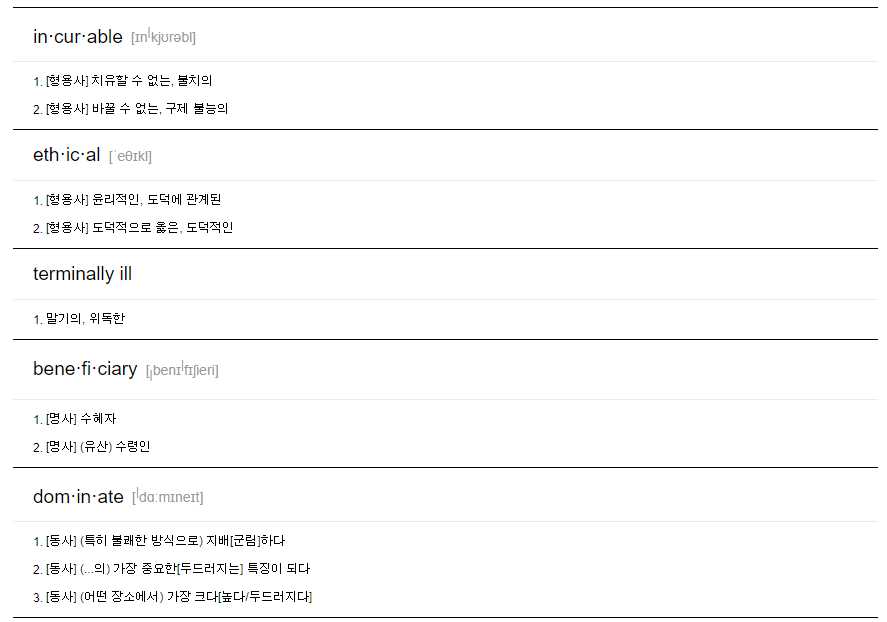 in·cur·able [ɪnˈkjʊrəbl]
1. [형용사] 치유할 수 없는, 불치의
2. [형용사] 바꿀 수 없는, 구제 불능의
eth·ic·al [ˈeθɪkl]
1. [형용사] 윤리적인, 도덕에 관계된
2. [형용사] 도덕적으로 옳은, 도덕적인
terminally ill
1. 말기의, 위독한
bene·fi·ciary [ˌbenɪˈfɪʃieri]
1. [명사] 수혜자
2. [명사] (유산) 수령인
dom·in·ate [ˈdɑːmɪneɪt]
1. [동사] (특히 불쾌한 방식으로) 지배[군림]하다
2. [동사] (…의) 가장 중요한[두드러지는] 특징이 되다
3. [동사] (어떤 장소에서) 가장 크다[높다/두드러지다]